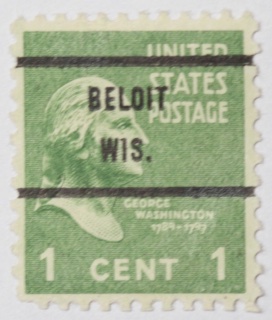 UNITED
STATES
POSTAGE
BELOIT
WIS.
GEORGE
WASHINGTON
1789-1797
1 CENT 1